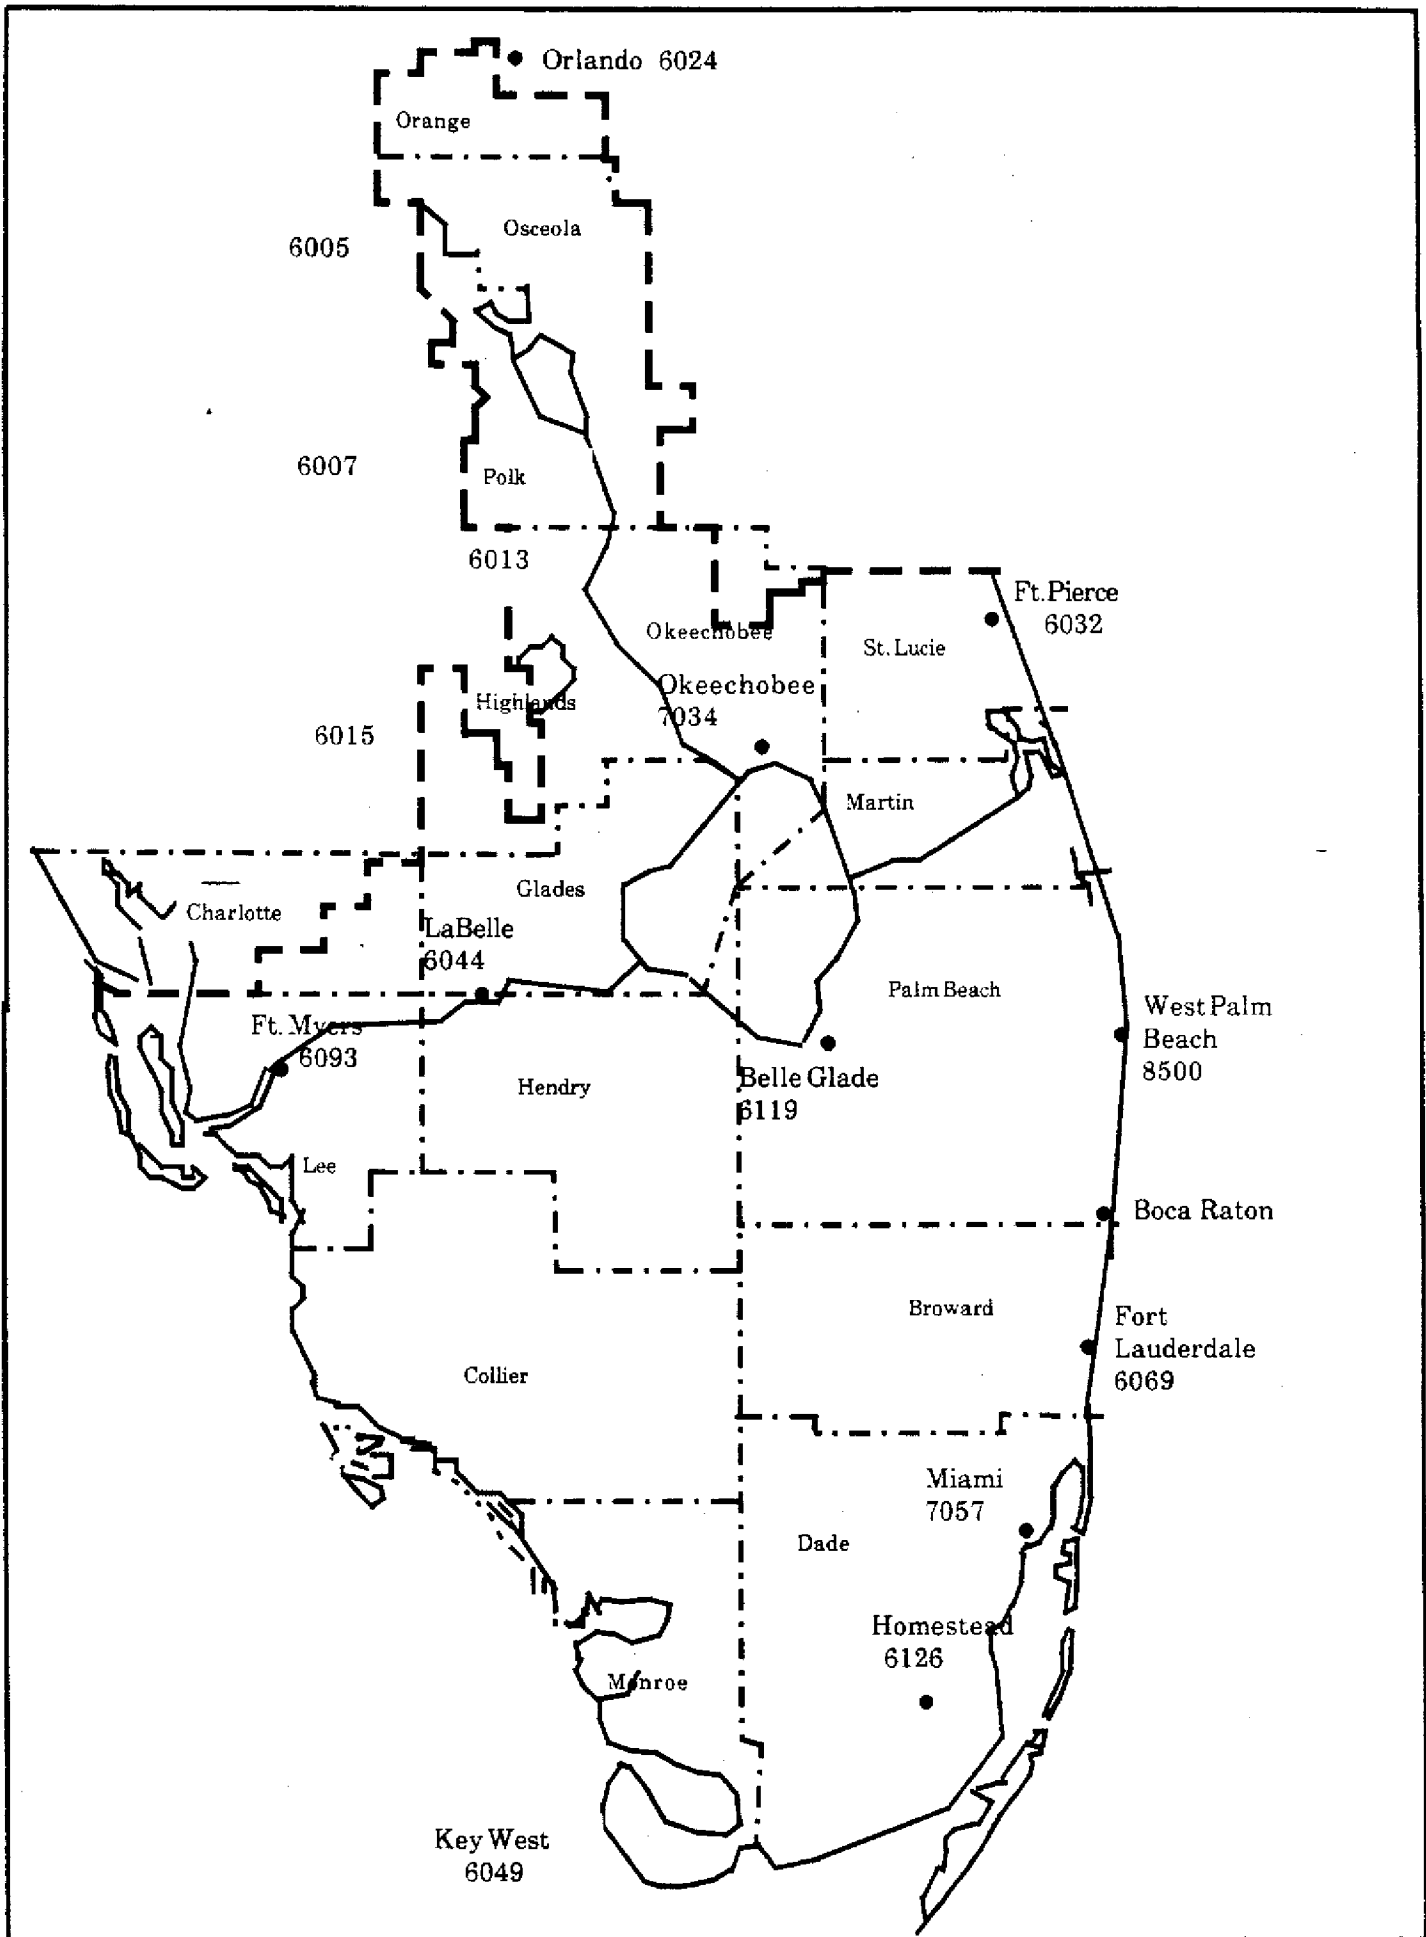 Orlando 6024
Orange
Osceola
6005
6007
Polk
6013
Ft. Pierce
6032
Okeechobee
St. Lucie
Okeechobee
7034
Highlands
6015
Martin
Glades
Charlotte
LaBelle
6044
Palm Beach
West Palm
Beach
8500
Ft. Myers
6093
Hendry
Belle Glade
6119
Lee
Boca Raton
Broward
Fort
Lauderdale
6069
Collier
Miami
7057
Dade
Homestead
6126
Monroe
Key West
6049